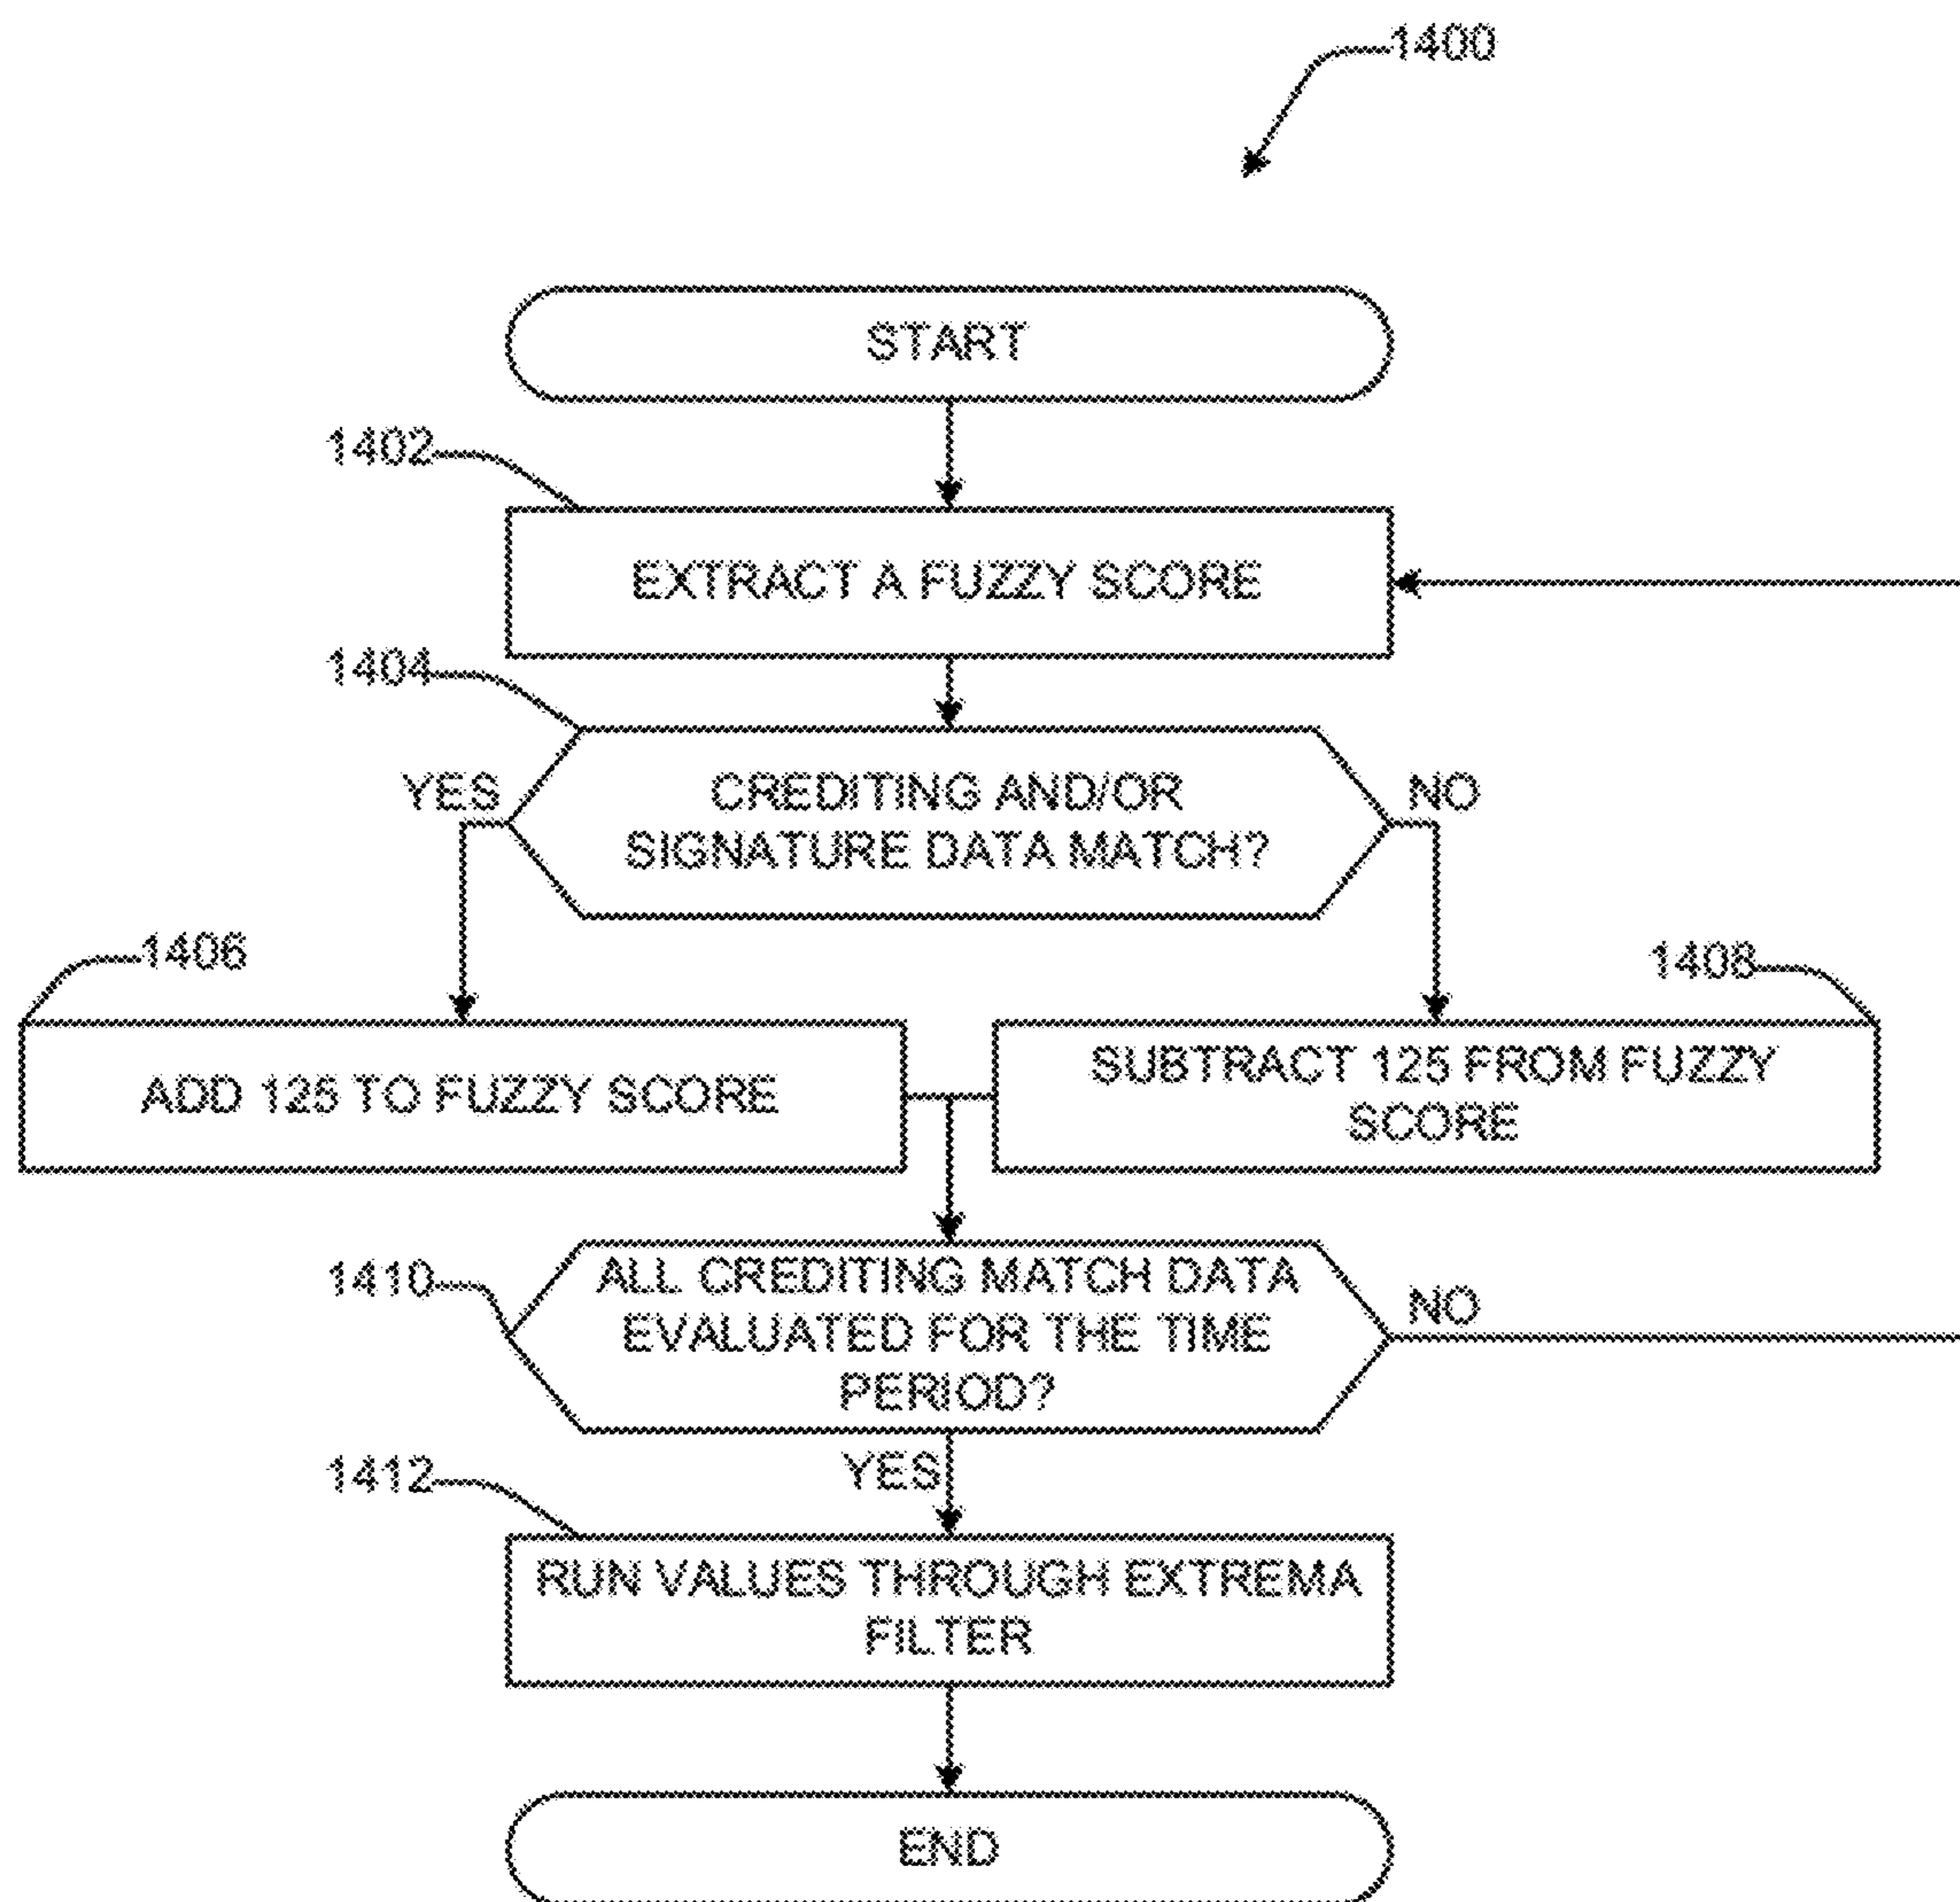 1400
START
1402
EXTRACT A FUZZY SCORE
1404
YES
CREDITING AND/OR
SIGNATURE DATA MATCH?
NO
1406
1408
ADD 125 TO FUZZY SCORE
SUBTRACT 125 FROM FUZZY
SCORE
1410
ALL CREDITING MATCH DATA
EVALUATED FOR THE TIME
PERIOD?
NO
YES
1412
RUN VALUES THROUGH EXTREMA
FILTER
END